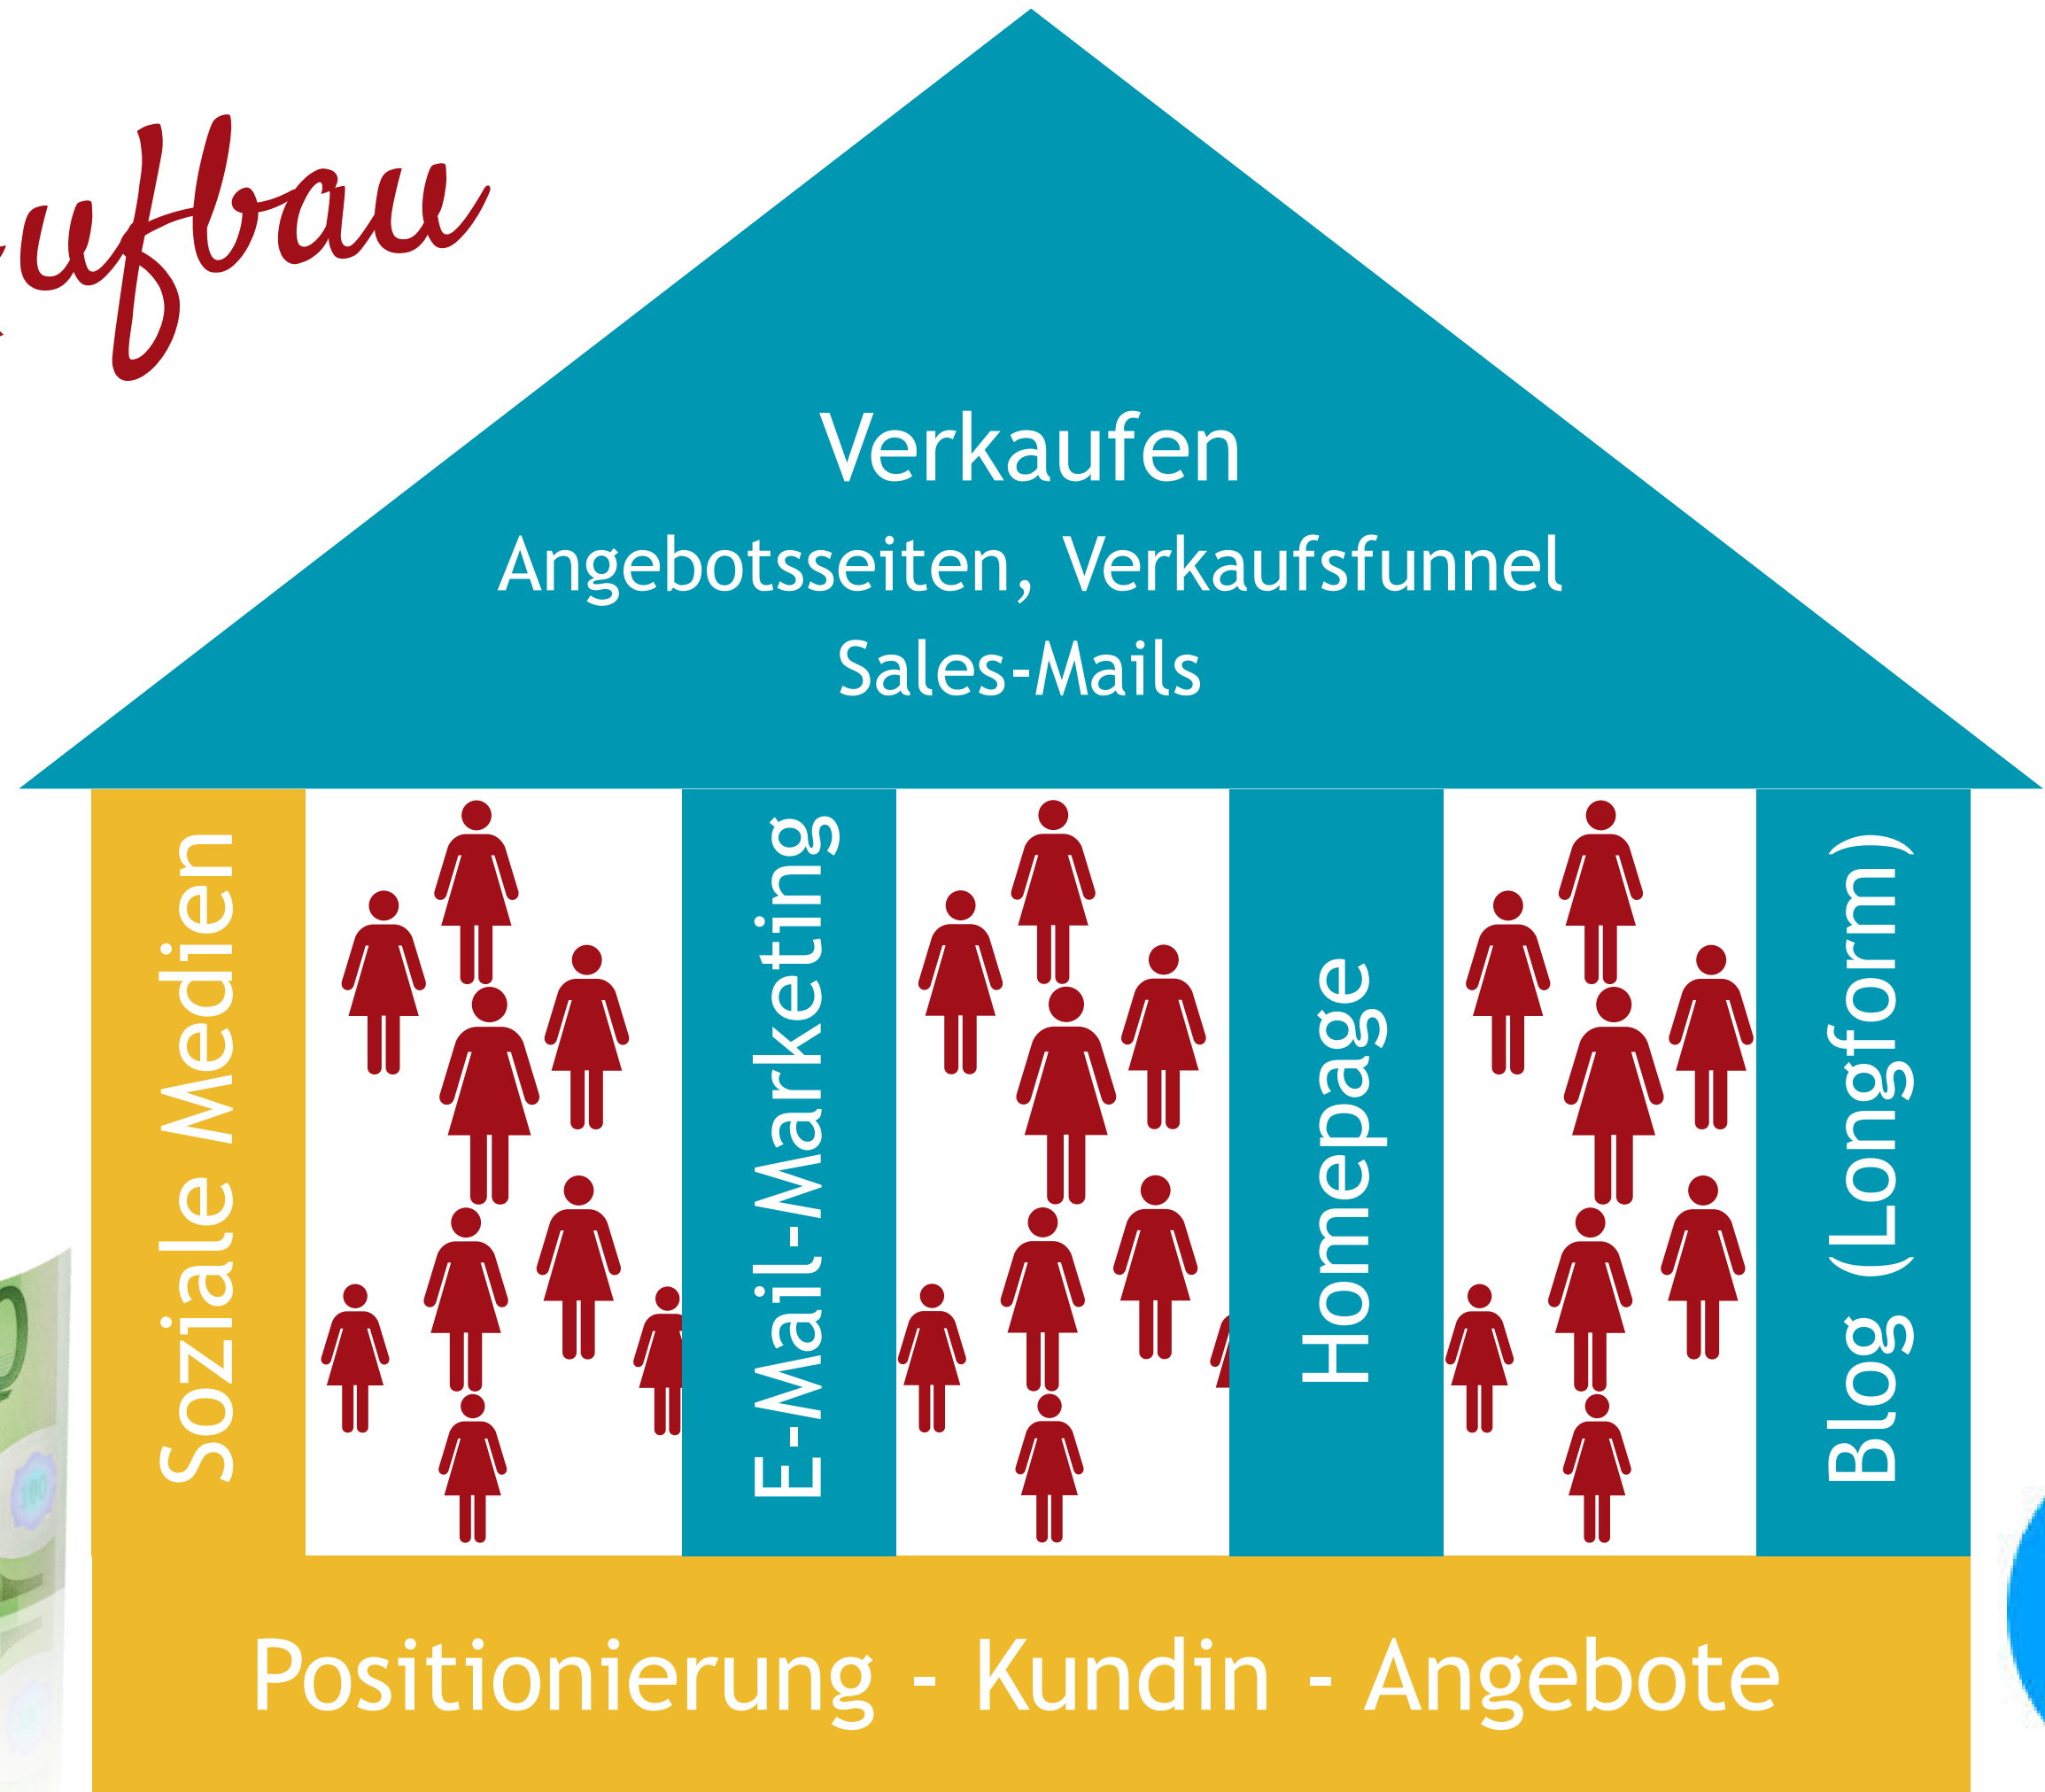 ufbau
Verkaufen
Angebotsseiten, Verkaufsfunnel
Sales-Mails
Soziale Medien
E-Mail-Marketing
Homepage
Blog (Longform)
Positionierung - Kundin - Angebote